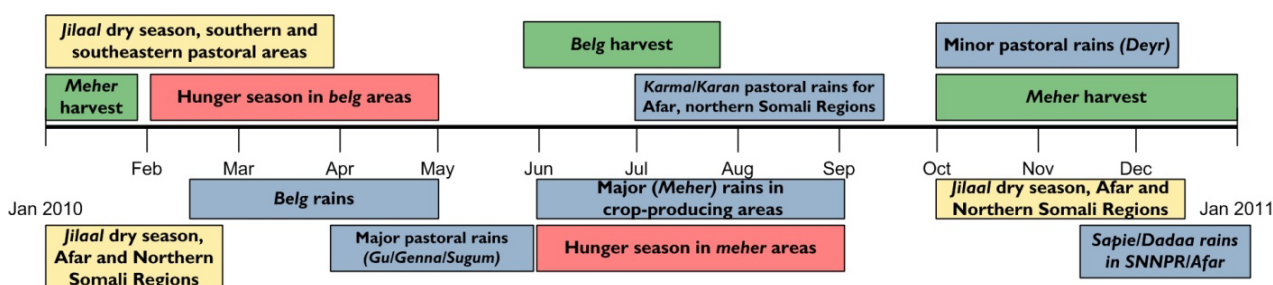 Jilaal dry season, southern and
southeastern pastoral areas
Belg harvest
Minor pastoral rains (Deyr)
Meher
harvest
Hunger season in belg areas
Karma/Karan pastoral rains for
Afar, northern Somali Regions
Meher harvest
Feb
Mar
Apr
May
Jun
Jul
Aug
Sep
Oct
Nov
Dec
Jan 2010
Belg rains
Major (Meher) rains in
crop-producing areas
Jilaal dry season, Afar and
Northern Somali Regions
Jan 2011
Jilaal dry season,
Afar and Northern
Somali Regions
Major pastoral rains
(Gu/Genna/Sugum)
Hunger season in meher areas
Sapie/Dadaa rains
in SNNPR/Afar